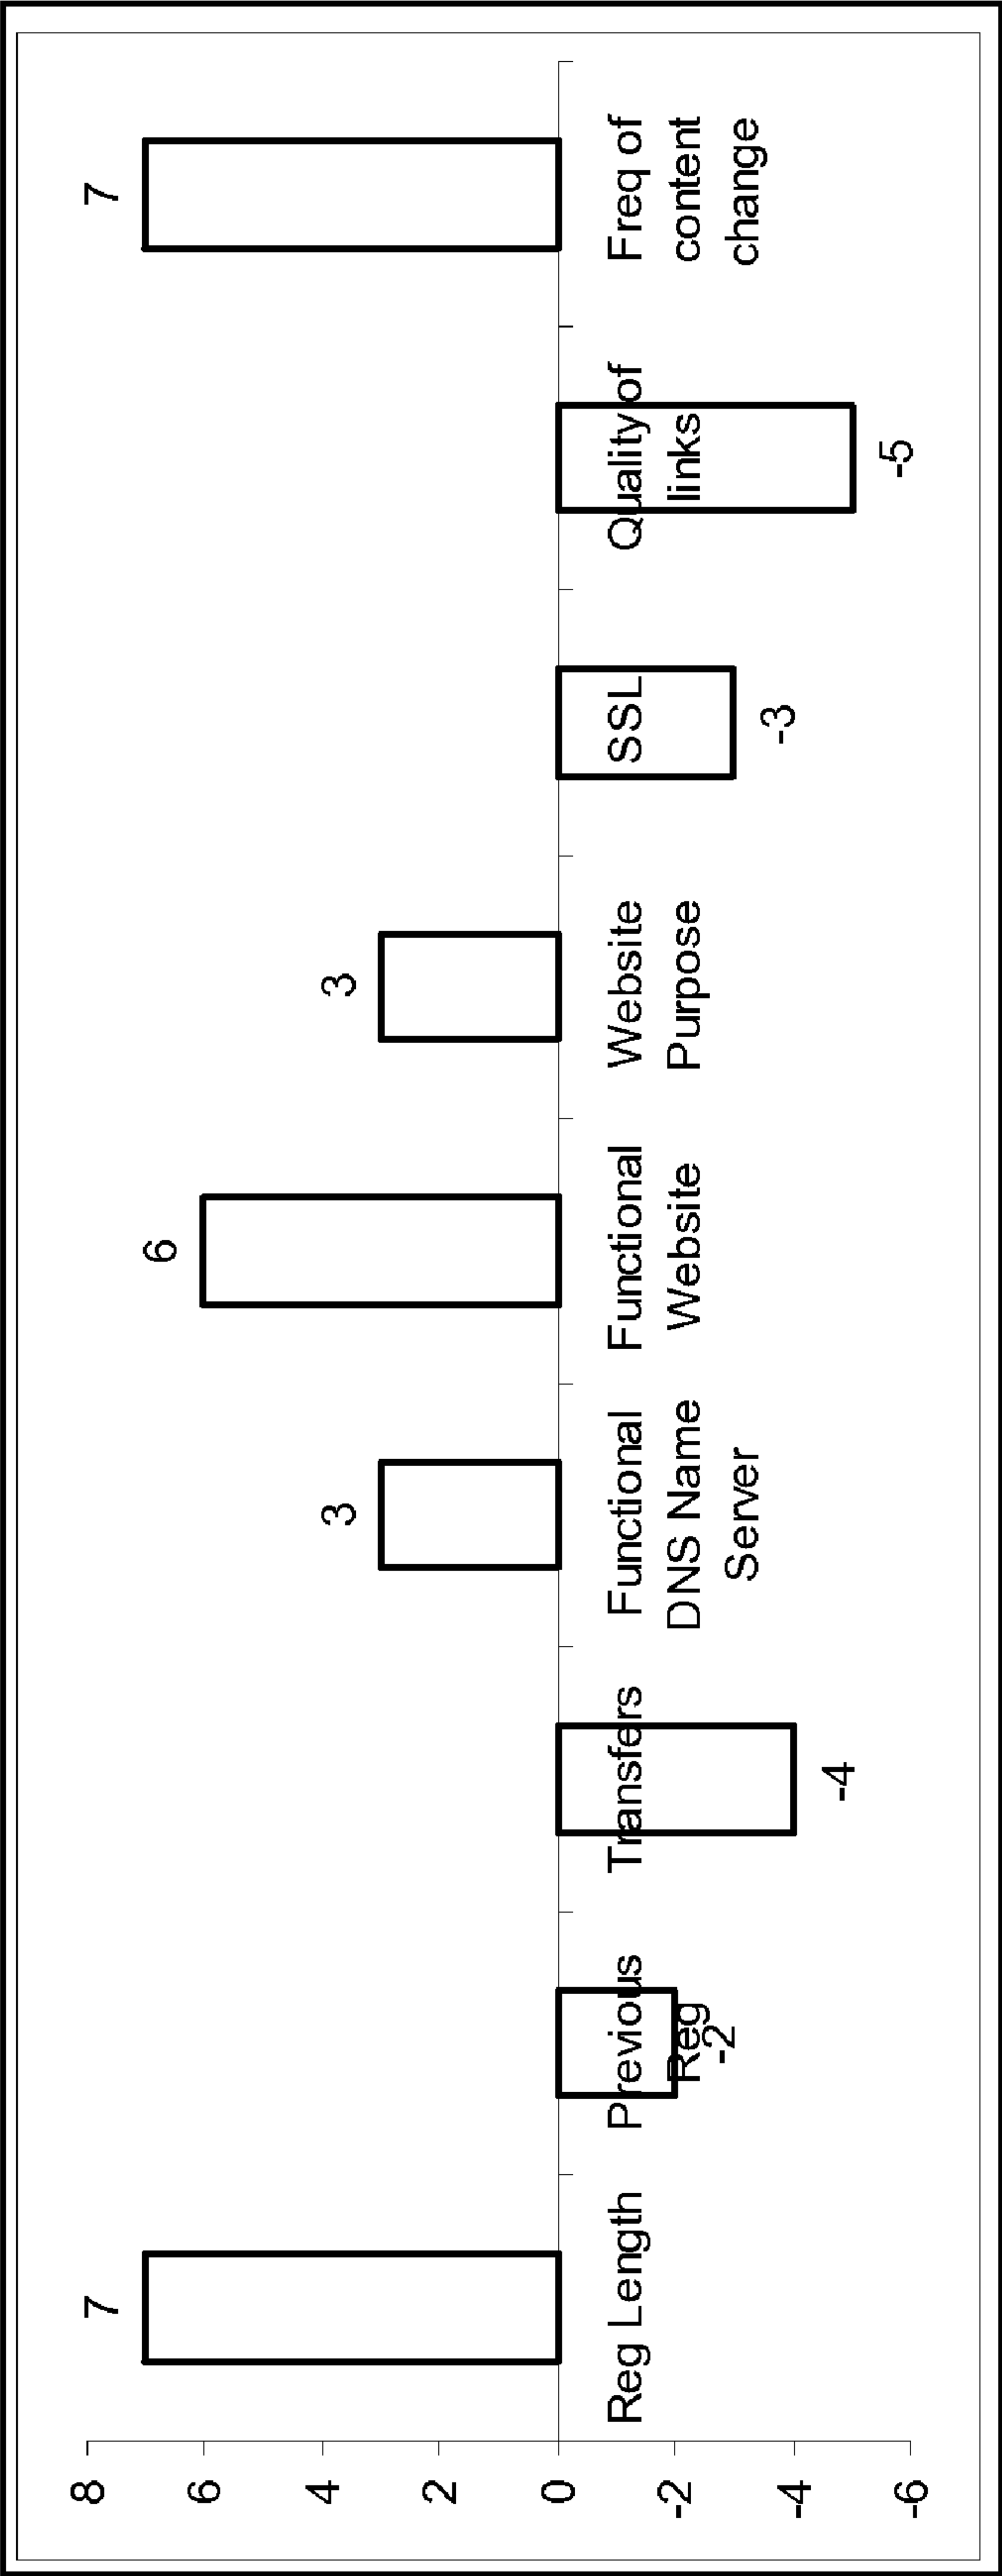 8
6
4
2
0
-2
-4
-6
7
-2
-4
3
6
3
-3
-5
7
Reg Length
Previous
Reg
Transfers
Functional
DNS Name
Server
Functional
Website
Website
Purpose
SSL
Quality of
links
Freq of
content
change